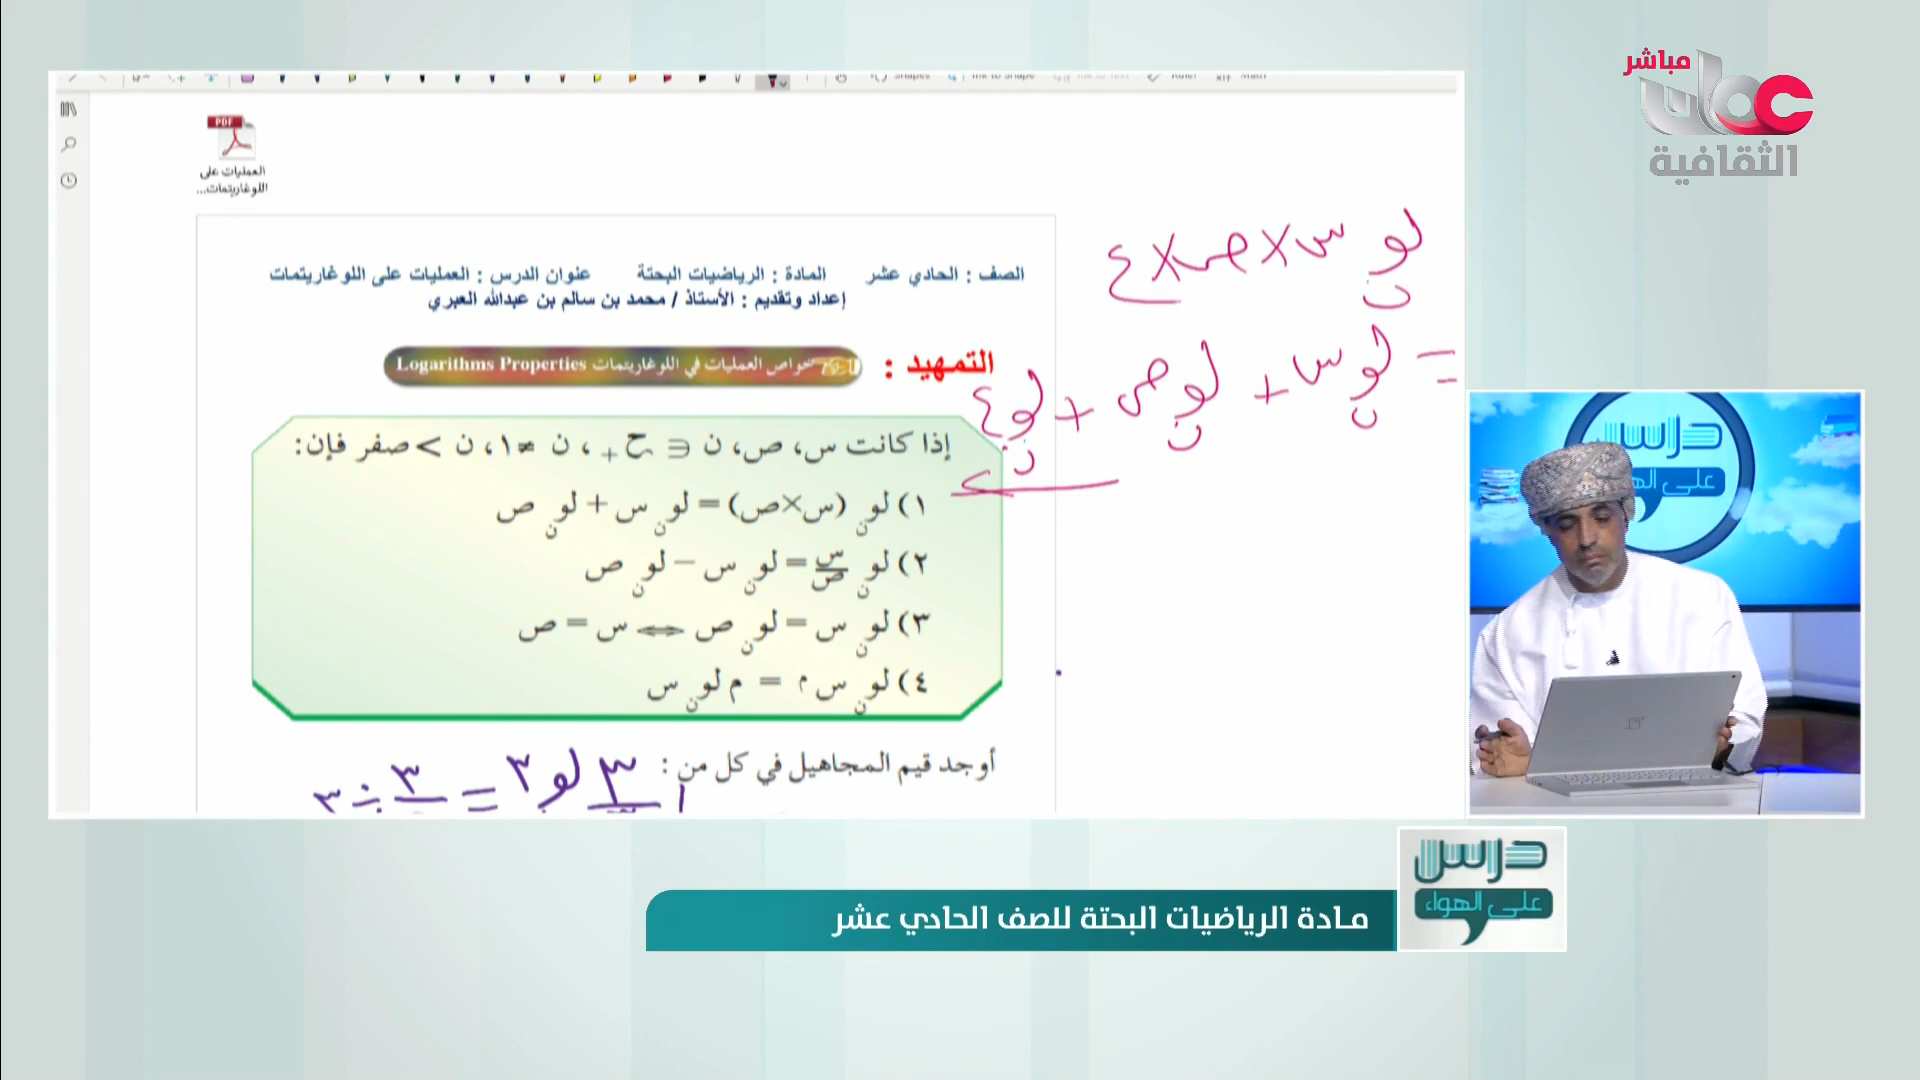 مباشر
الثقافية
PDF
العمليات على
اللوغاريتمات...
الصف : الحادي عشر المادة : الرياضيات البحتة عنوان الدرس : العمليات على اللوغاريتمات
إعداد وتقديم : الأستاذ / محمد بن سالم بن عبدالله العبري
التمهيد :
خواص العمليات في اللوغاريتمات Logarithms Properties
إذا كانت س، ص، ن ∈ ح+ ، ن ≠ ١، ن > صفر فإن:
١) لون (س×ص) = لون س + لون ص
٢) لون س/ص = لون س − لون ص
٣) لون س = لون ص ⟺ س = ص
٤) لون س^م = م لون س
أوجد قيم المجاهيل في كل من :
لون س × ص × ع
= لون س + لون ص + لون ع
درس
على الهواء
مادة الرياضيات البحتة للصف الحادي عشر